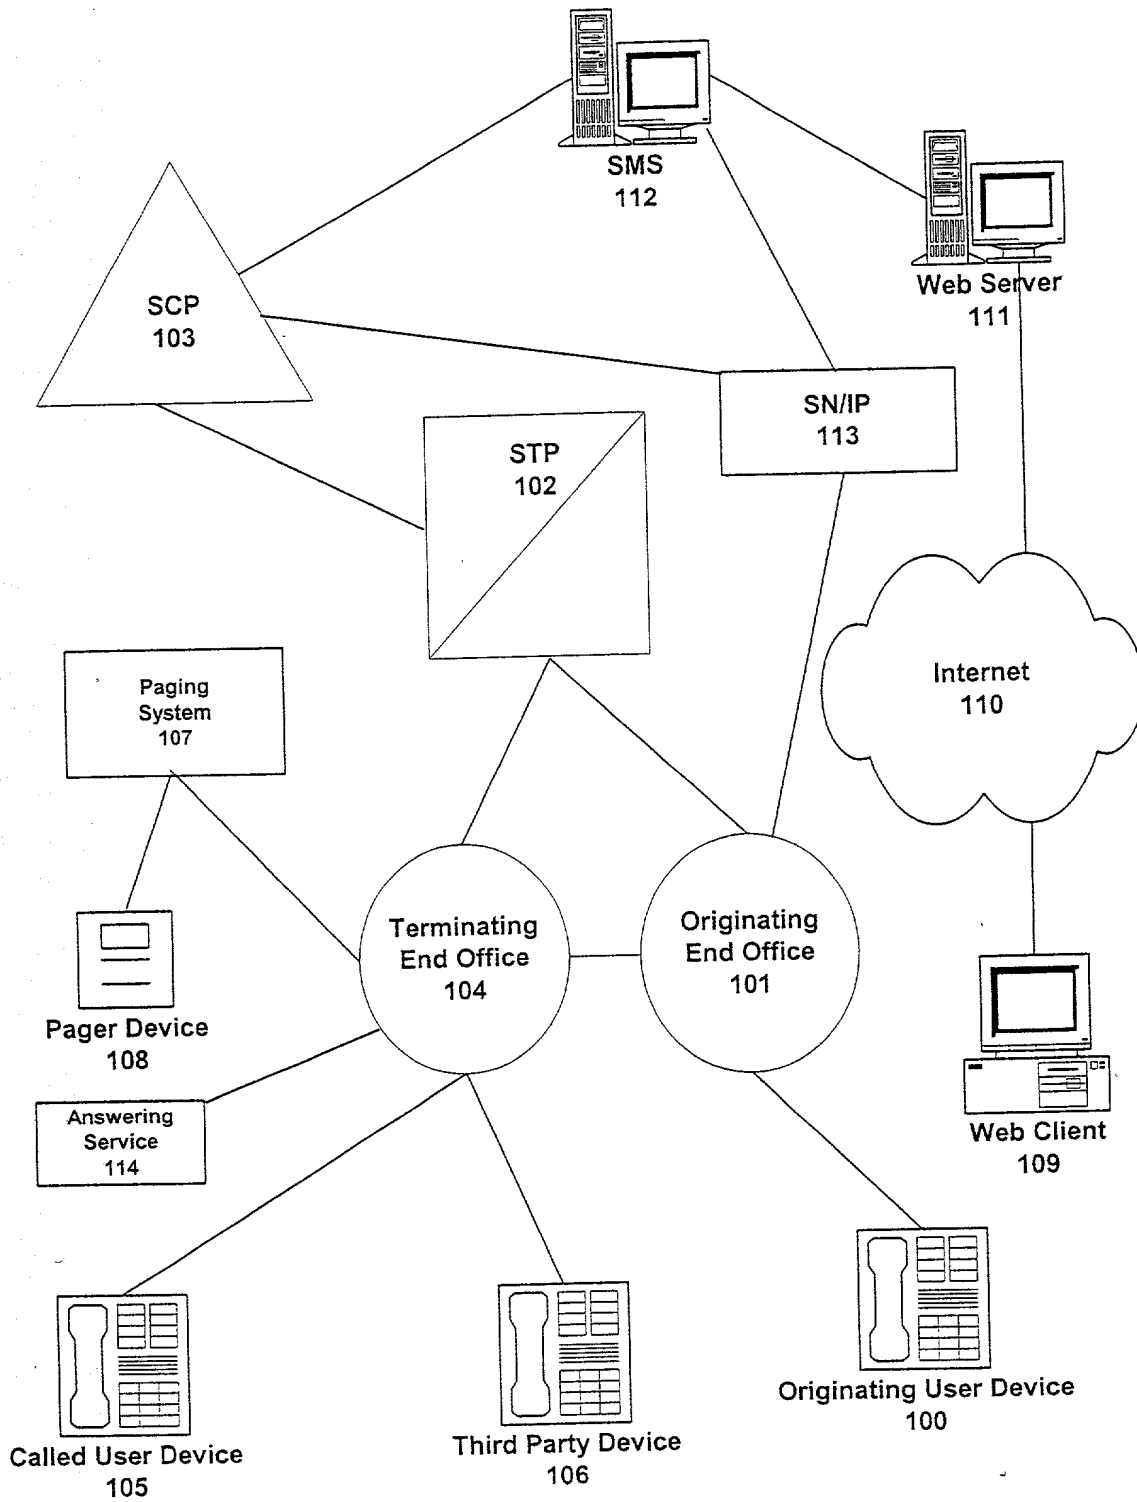 SMS
112
Web Server
111
SCP
103
SN/IP
113
STP
102
Internet
110
Paging
System
107
Terminating
End Office
104
Originating
End Office
101
Pager Device
108
Answering
Service
114
Web Client
109
Originating User Device
100
Third Party Device
106
Called User Device
105